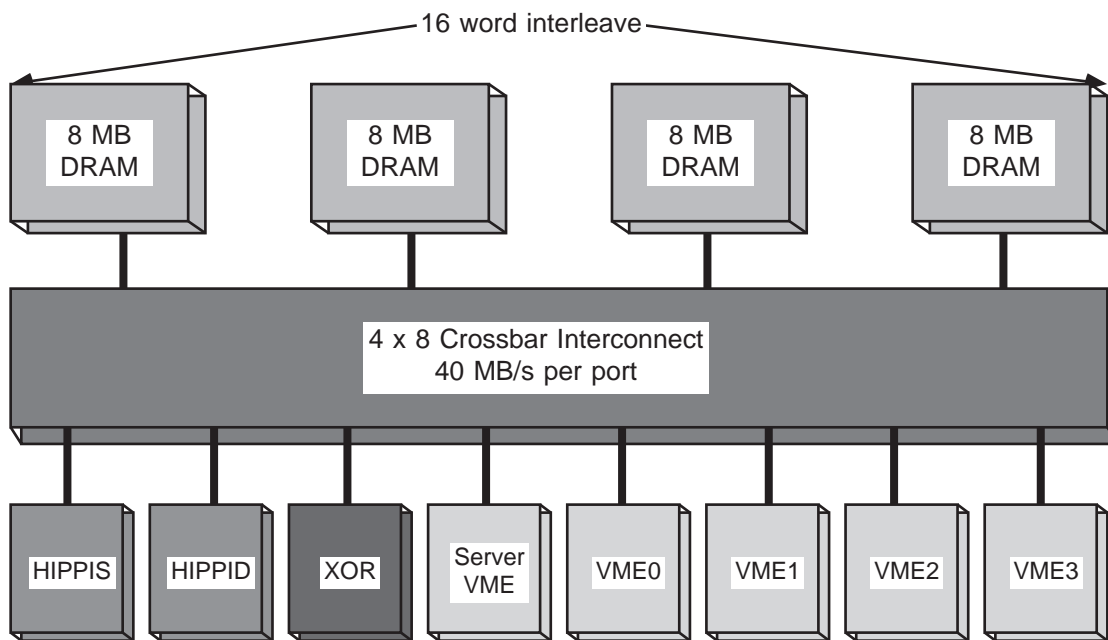 16 word interleave
8 MB
DRAM
8 MB
DRAM
8 MB
DRAM
8 MB
DRAM
4 x 8 Crossbar Interconnect
40 MB/s per port
HIPPIS
HIPPID
XOR
Server
VME
VME0
VME1
VME2
VME3